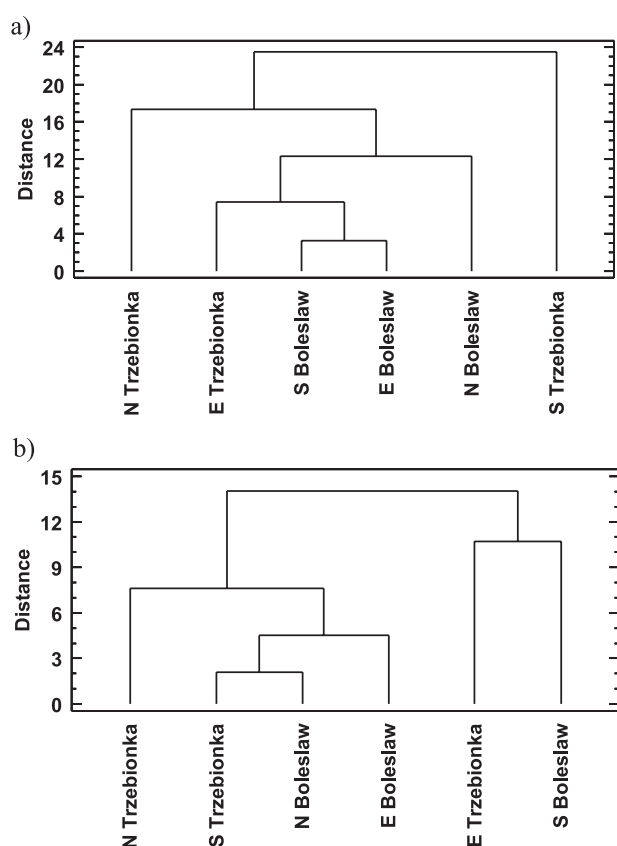 a)
24
20
16
12
8
4
0
Distance
N Trzebionka
E Trzebionka
S Boleslaw
E Boleslaw
N Boleslaw
S Trzebionka
b)
15
12
9
6
3
0
Distance
N Trzebionka
S Trzebionka
N Boleslaw
E Boleslaw
E Trzebionka
S Boleslaw